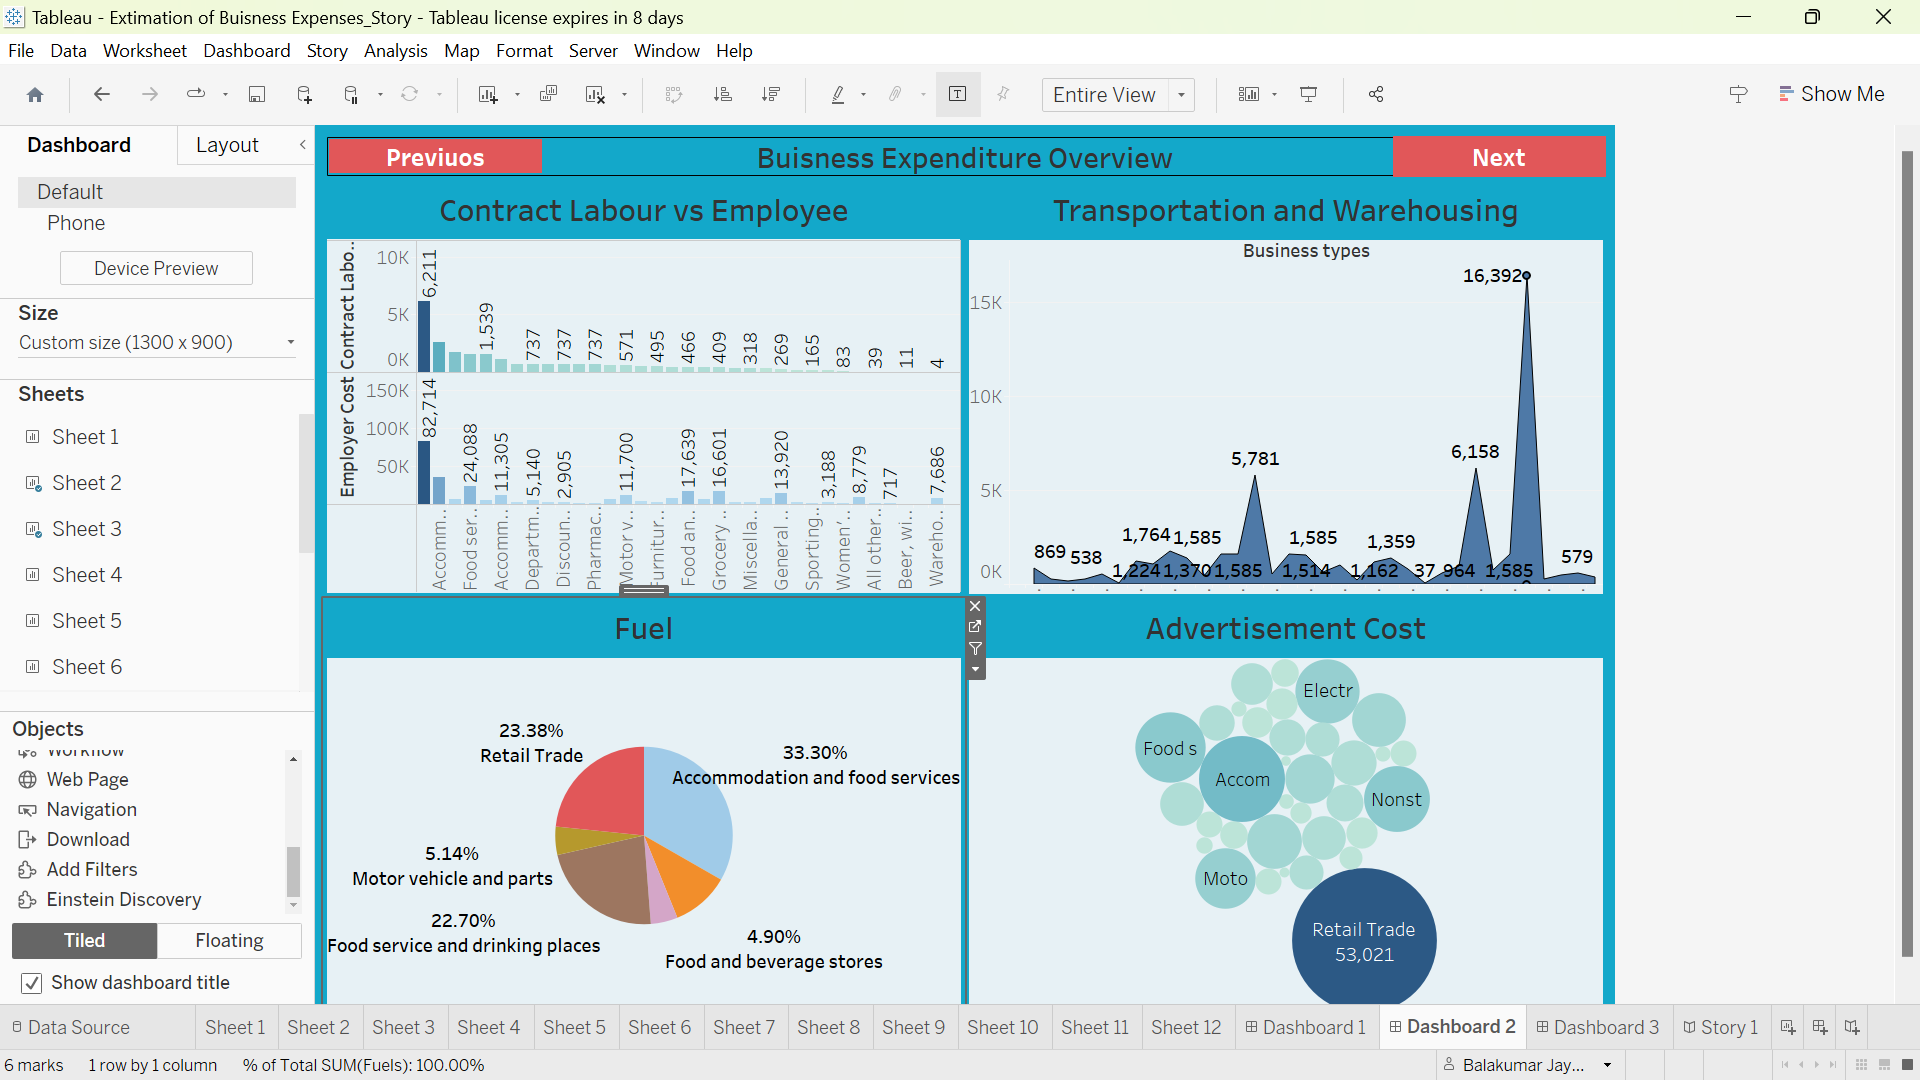 Tableau - Extimation of Buisness Expenses_Story - Tableau license expires in 8 days
File Data Worksheet Dashboard Story Analysis Map Format Server Window Help
Entire View
Show Me
Dashboard
Layout
Default
Phone
Device Preview
Size
Custom size (1300 x 900)
Sheets
Sheet 1
Sheet 2
Sheet 3
Sheet 4
Sheet 5
Sheet 6
Objects
Workflow
Web Page
Navigation
Download
Add Filters
Einstein Discovery
Tiled
Floating
Show dashboard title
Previuos
Buisness Expenditure Overview
Next
Contract Labour vs Employee
Contract Labo..
10K
5K
0K
6,211
1,539
737
737
737
571
495
466
409
318
269
165
83
39
11
4
Employer Cost
150K
100K
50K
82,714
24,088
11,305
5,140
2,905
11,700
17,639
16,601
13,920
3,188
8,779
717
7,686
Accomm..
Food ser..
Accomm..
Departm..
Discoun..
Pharmac..
Motor v..
Furnitur..
Food an..
Grocery ..
Miscella..
General ..
Sporting..
Women'..
All other..
Beer, wi..
Wareho..
Transportation and Warehousing
Business types
15K
10K
5K
0K
16,392
6,158
5,781
1,764
1,585
1,585
1,359
869
538
579
1,224
1,370
1,585
1,514
1,162
37
964
1,585
Fuel
23.38%
Retail Trade
33.30%
Accommodation and food services
5.14%
Motor vehicle and parts
22.70%
Food service and drinking places
4.90%
Food and beverage stores
Advertisement Cost
Electr
Food s
Accom
Nonst
Moto
Retail Trade
53,021
Data Source
Sheet 1
Sheet 2
Sheet 3
Sheet 4
Sheet 5
Sheet 6
Sheet 7
Sheet 8
Sheet 9
Sheet 10
Sheet 11
Sheet 12
Dashboard 1
Dashboard 2
Dashboard 3
Story 1
6 marks
1 row by 1 column
% of Total SUM(Fuels): 100.00%
Balakumar Jay...